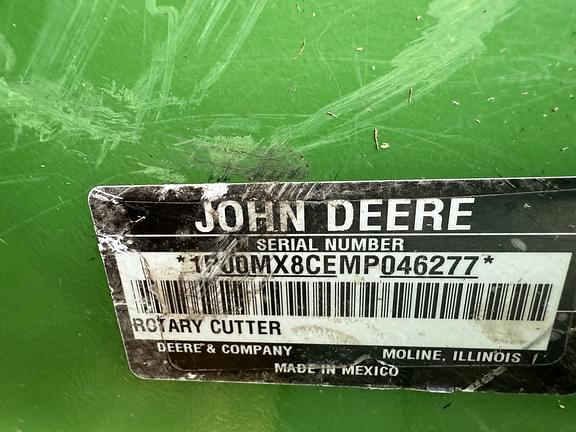 JOHN DEERE
SERIAL NUMBER
*1P00MX8CEMP046277*
ROTARY CUTTER
DEERE & COMPANY MOLINE, ILLINOIS
MADE IN MEXICO